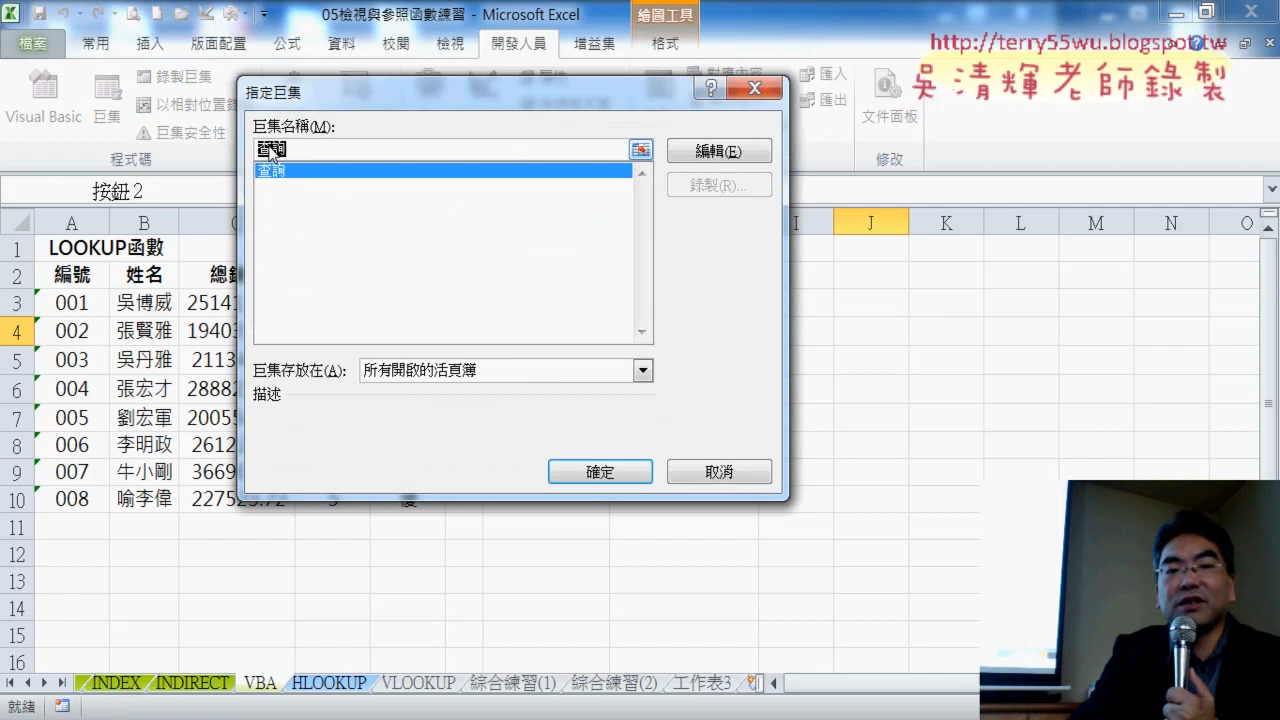 05檢視與參照函數練習 - Microsoft Excel
繪圖工具
檔案 常用 插入 版面配置 公式 資料 校閱 檢視 開發人員 增益集 格式
http://terry55wu.blogspot.tw
吳清輝老師錄製
Visual Basic 巨集 錄製巨集
以相對位置錄
巨集安全性
程式碼
匯入
匯出
文件面板
修改
按鈕 2
指定巨集
巨集名稱(M):
查詢
查詢
編輯(E)
錄製(R)...
巨集存放在(A): 所有開啟的活頁簿
描述
確定 取消
A B I J K L M N O
1 LOOKUP函數
2 編號 姓名
3 001 吳博威
4 002 張賢雅
5 003 吳丹雅
6 004 張宏才
7 005 劉宏軍
8 006 李明政
9 007 牛小剛
10 008 喻李偉
11
12
13
14
15
16
INDEX INDIRECT VBA HLOOKUP VLOOKUP 綜合練習(1) 綜合練習(2) 工作表3
就緒